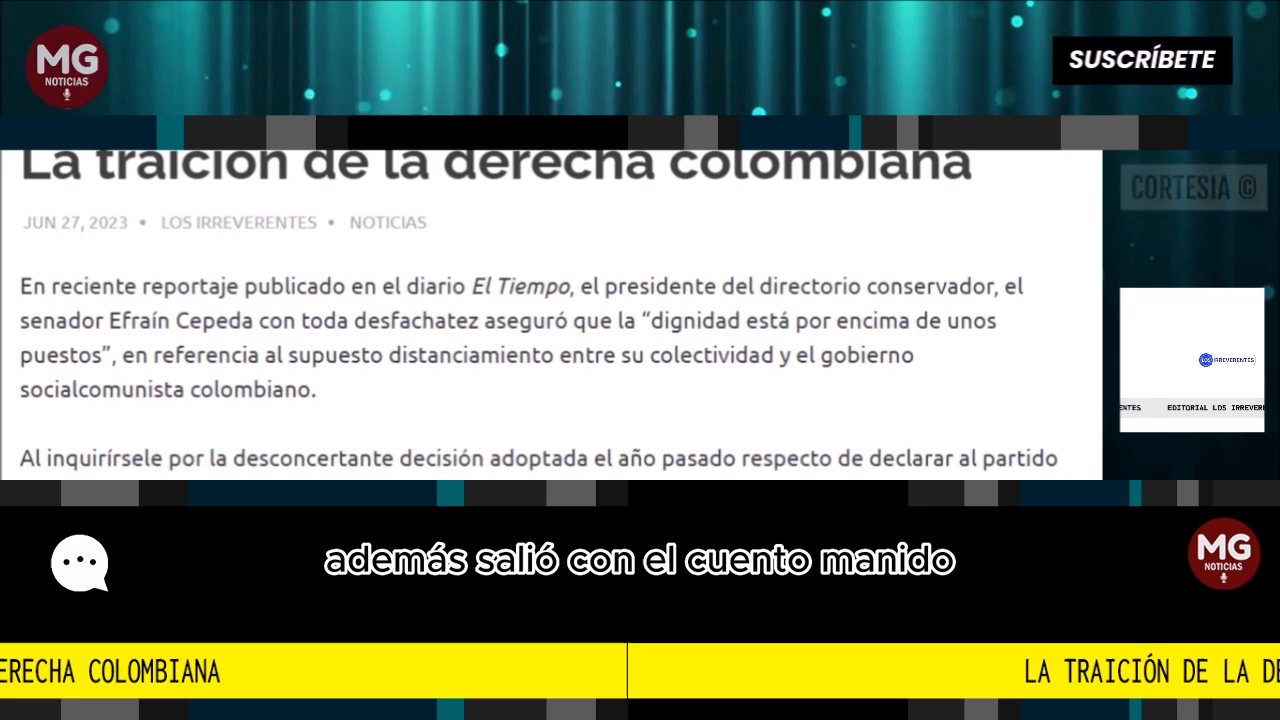 MG
NOTICIAS
SUSCRÍBETE
La traición de la derecha colombiana
CORTESIA ©
JUN 27, 2023 • LOS IRREVERENTES • NOTICIAS
En reciente reportaje publicado en el diario El Tiempo, el presidente del directorio conservador, el
senador Efraín Cepeda con toda desfachatez aseguró que la “dignidad está por encima de unos
puestos”, en referencia al supuesto distanciamiento entre su colectividad y el gobierno
socialcomunista colombiano.
LOS IRREVERENTES
ENTES EDITORIAL LOS IRREVERE
Al inquirírsele por la desconcertante decisión adoptada el año pasado respecto de declarar al partido
además salió con el cuento manido
MG
NOTICIAS
ERECHA COLOMBIANA
LA TRAICIÓN DE LA DE